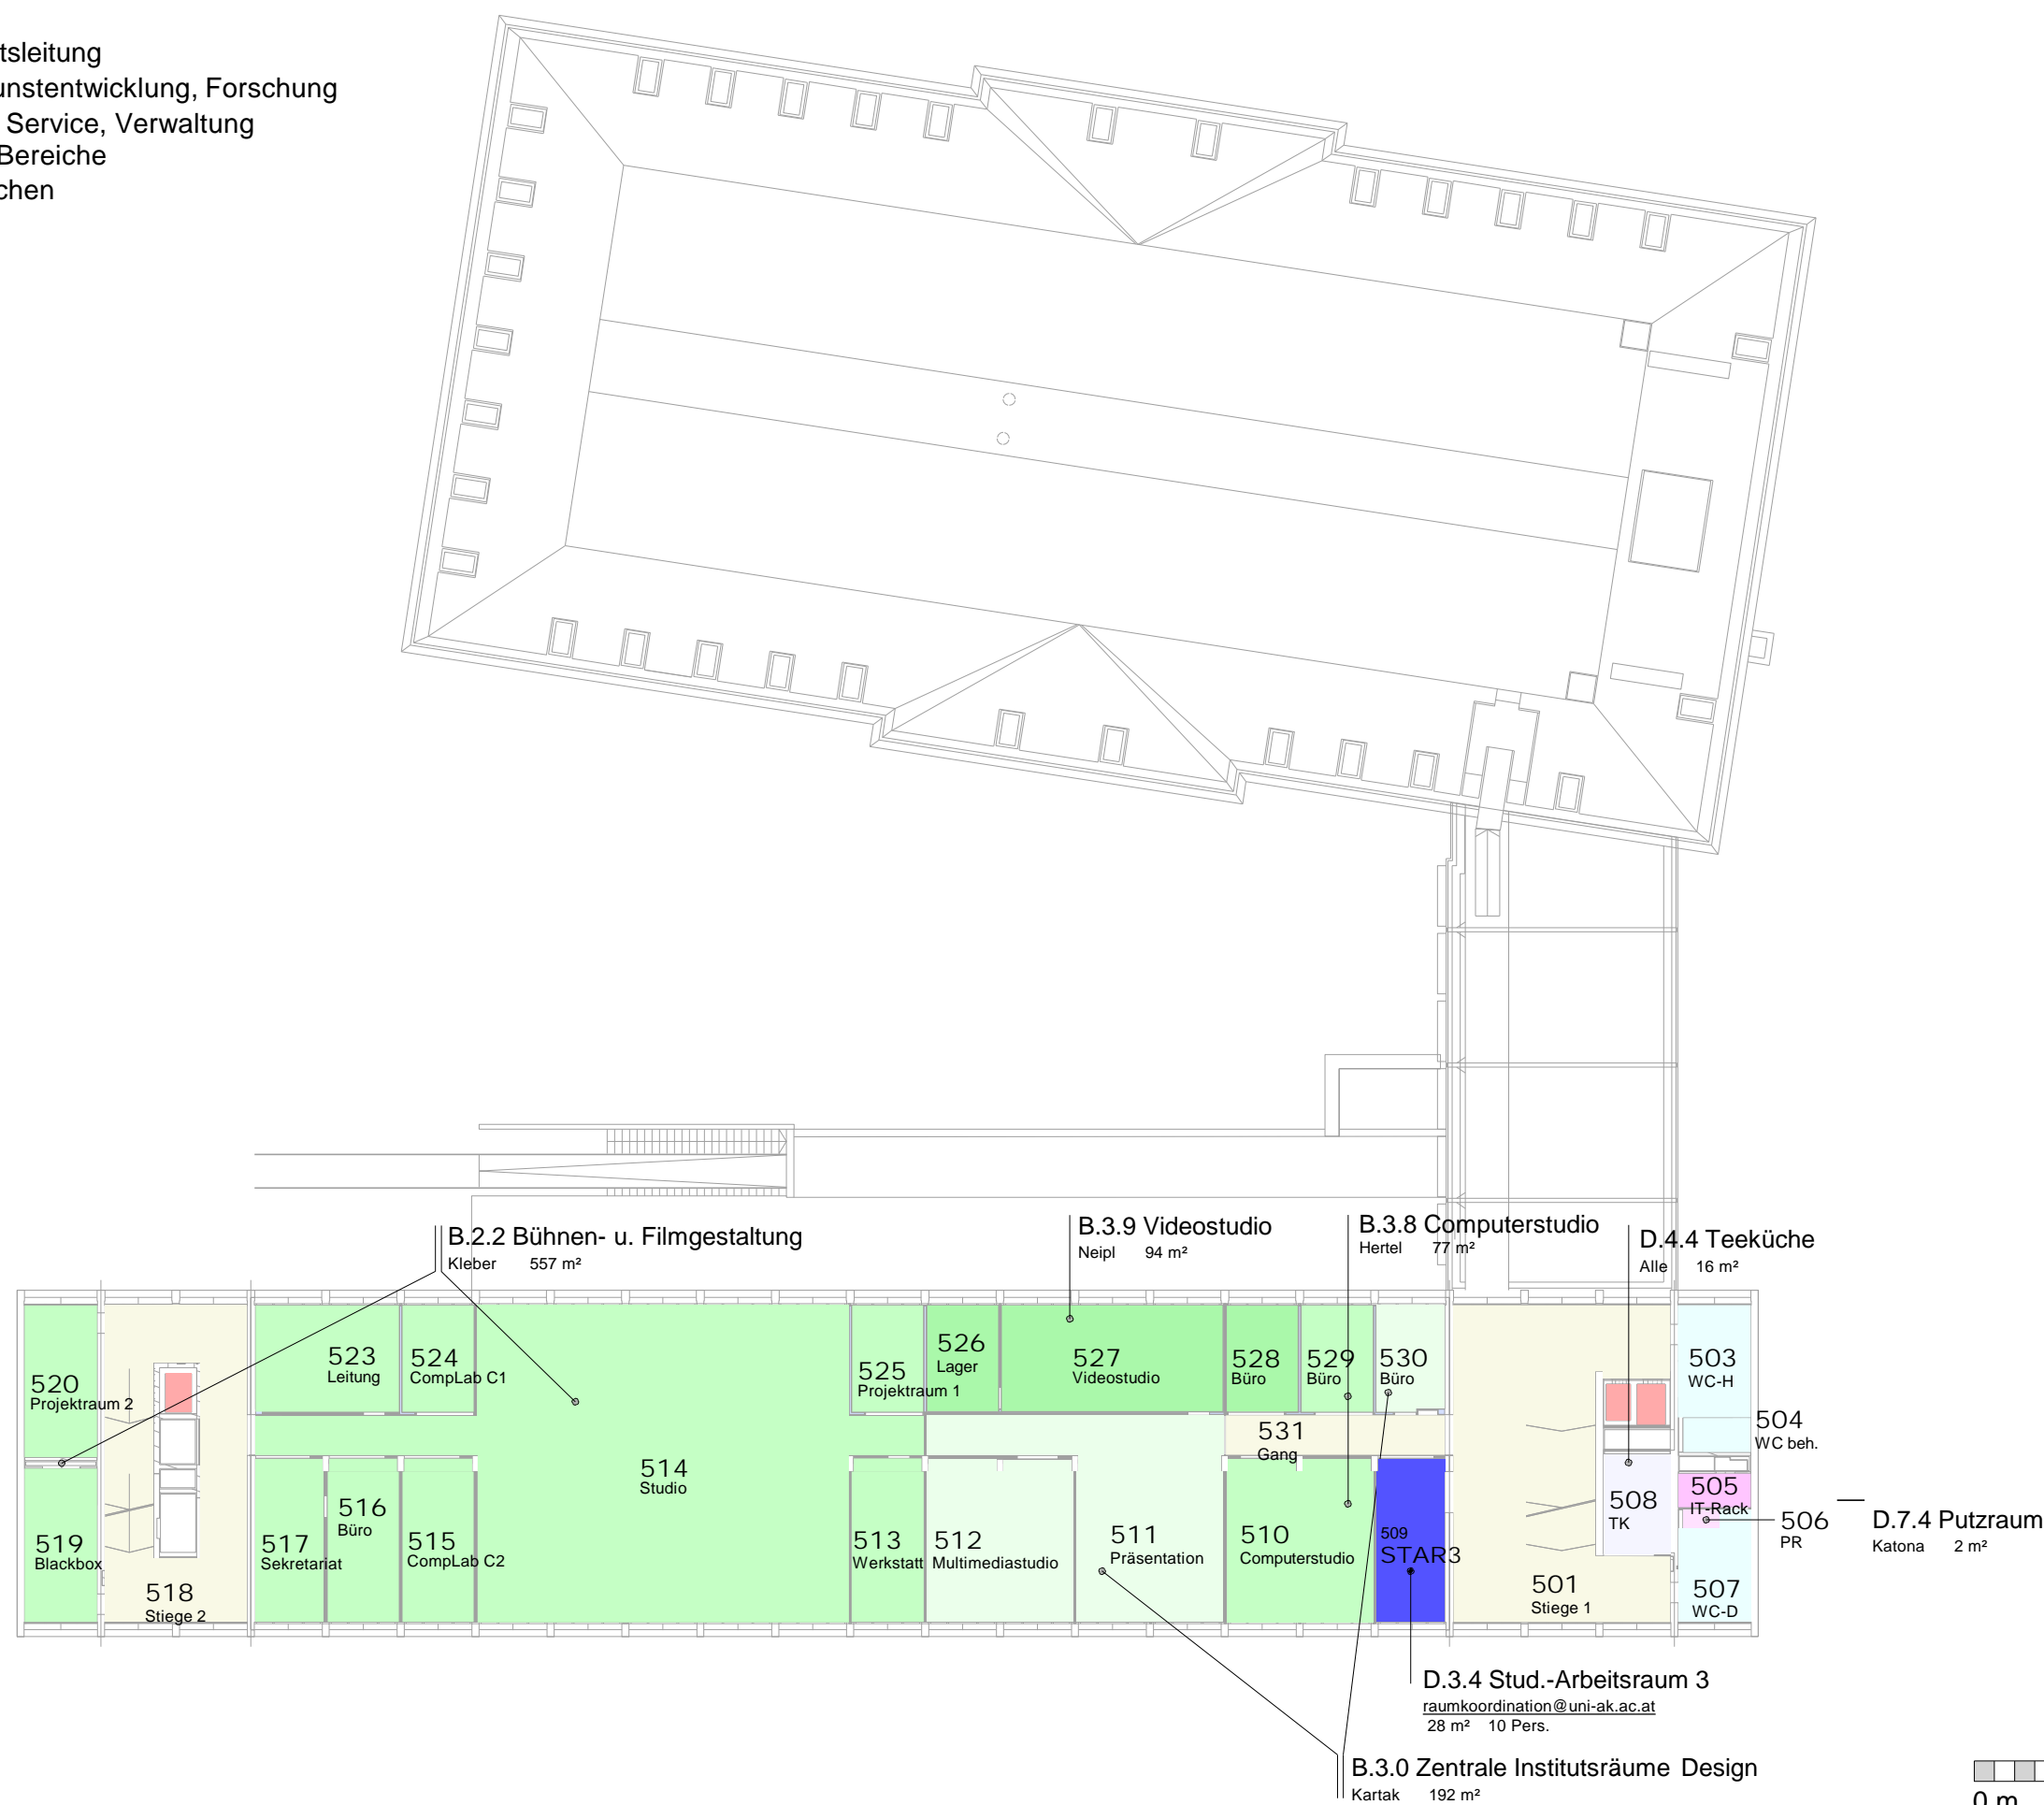 tsleitung
unstentwicklung, Forschung
Service, Verwaltung
Bereiche
chen
B.2.2 Bühnen- u. Filmgestaltung
Kleber 557 m²
B.3.9 Videostudio
Neipl 94 m²
B.3.8 Computerstudio
Hertel 77 m²
D.4.4 Teeküche
Alle 16 m²
520
Projektraum 2
523
Leitung
524
CompLab C1
525
Projektraum 1
526
Lager
527
Videostudio
528
Büro
529
Büro
530
Büro
503
WC-H
504
WC beh.
531
Gang
514
Studio
519
Blackbox
518
Stiege 2
517
Sekretariat
516
Büro
515
CompLab C2
513
Werkstatt
512
Multimediastudio
511
Präsentation
510
Computerstudio
509
STAR3
501
Stiege 1
508
TK
505
IT-Rack
506
PR
D.7.4 Putzraum
Katona 2 m²
507
WC-D
D.3.4 Stud.-Arbeitsraum 3
raumkoordination@uni-ak.ac.at
28 m² 10 Pers.
B.3.0 Zentrale Institutsräume Design
Kartak 192 m²
0 m